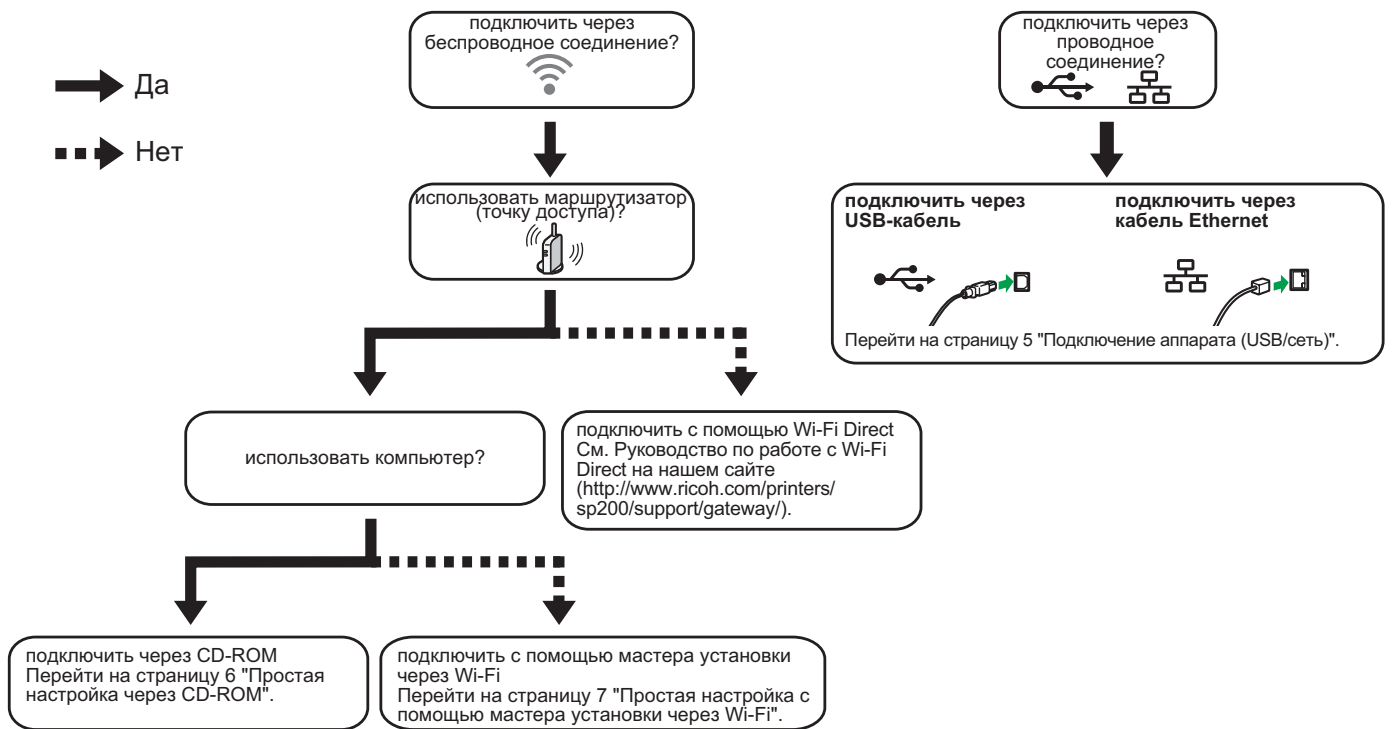 подключить через
беспроводное соединение?
подключить через
проводное
соединение?
Да
Нет
использовать маршрутизатор
(точку доступа)?
подключить через
USB-кабель
подключить через
кабель Ethernet
Перейти на страницу 5 "Подключение аппарата (USB/сеть)".
использовать компьютер?
подключить с помощью Wi-Fi Direct
См. Руководство по работе с Wi-Fi
Direct на нашем сайте
(http://www.ricoh.com/printers/
sp200/support/gateway/).
подключить через CD-ROM
Перейти на страницу 6 "Простая
настройка через CD-ROM".
подключить с помощью мастера установки
через Wi-Fi
Перейти на страницу 7 "Простая настройка с
помощью мастера установки через Wi-Fi".